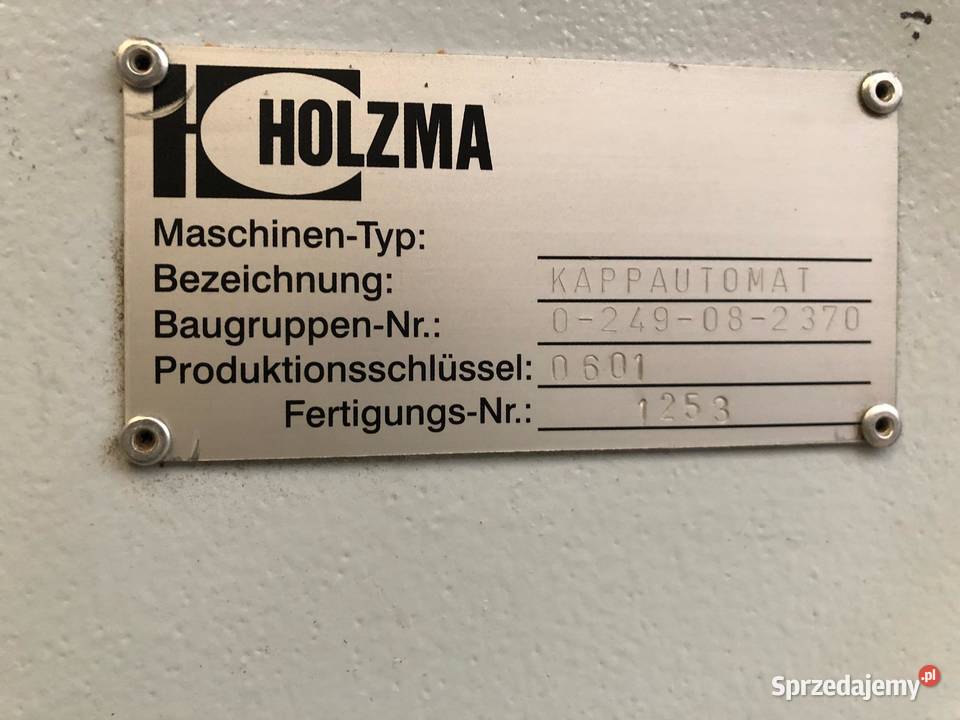 HOLZMA
Maschinen-Typ:
Bezeichnung: KAPPAUTOMAT
Baugruppen-Nr.: 0-249-08-2370
Produktionsschlüssel: 0601
Fertigungs-Nr.: 1253
Sprzedajemy.pl